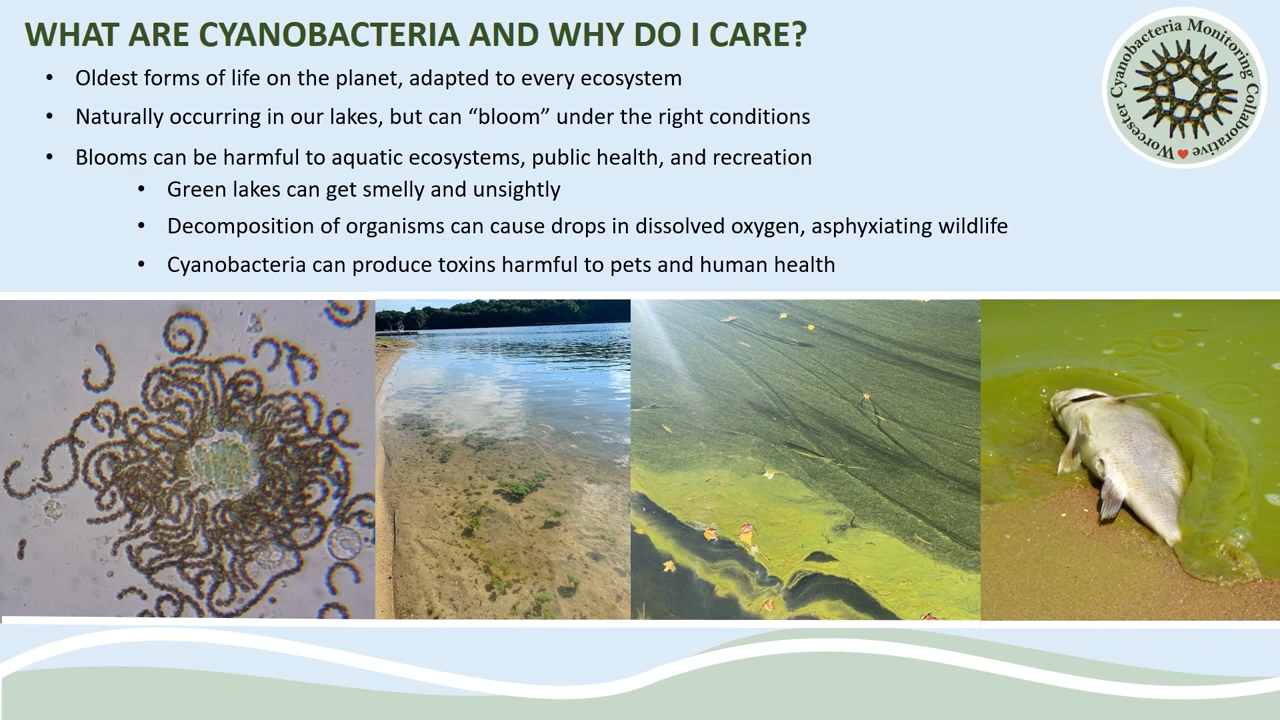 WHAT ARE CYANOBACTERIA AND WHY DO I CARE?
• Oldest forms of life on the planet, adapted to every ecosystem
• Naturally occurring in our lakes, but can “bloom” under the right conditions
• Blooms can be harmful to aquatic ecosystems, public health, and recreation
• Green lakes can get smelly and unsightly
• Decomposition of organisms can cause drops in dissolved oxygen, asphyxiating wildlife
• Cyanobacteria can produce toxins harmful to pets and human health
Worcester Cyanobacteria Monitoring Collaborative